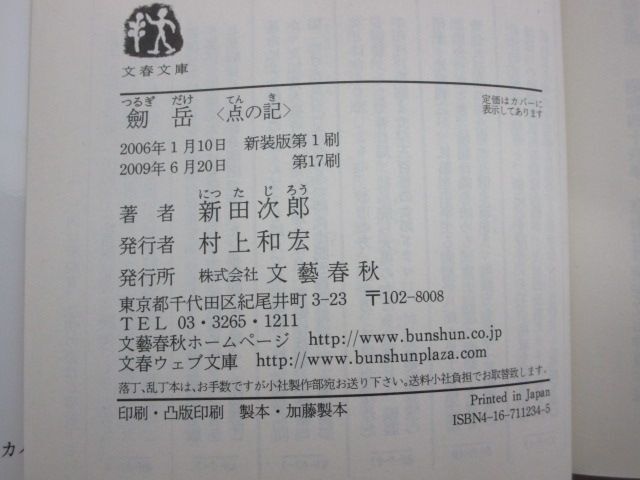 文春文庫
つるぎ だけ てん き
劒岳 〈点の記〉
定価はカバーに
表示してあります
2006年1月10日 新装版第1刷
2009年6月20日 第17刷
にっ た じ ろう
著者 新田次郎
発行者 村上和宏
発行所 株式会社 文藝春秋
東京都千代田区紀尾井町3-23 〒102-8008
TEL 03・3265・1211
文藝春秋ホームページ http://www.bunshun.co.jp
文春ウェブ文庫 http://www.bunshunplaza.com
落丁、乱丁本は、お手数ですが小社製作部宛お送り下さい。送料小社負担でお取替致します。
印刷・凸版印刷 製本・加藤製本
Printed in Japan
ISBN4-16-711234-5